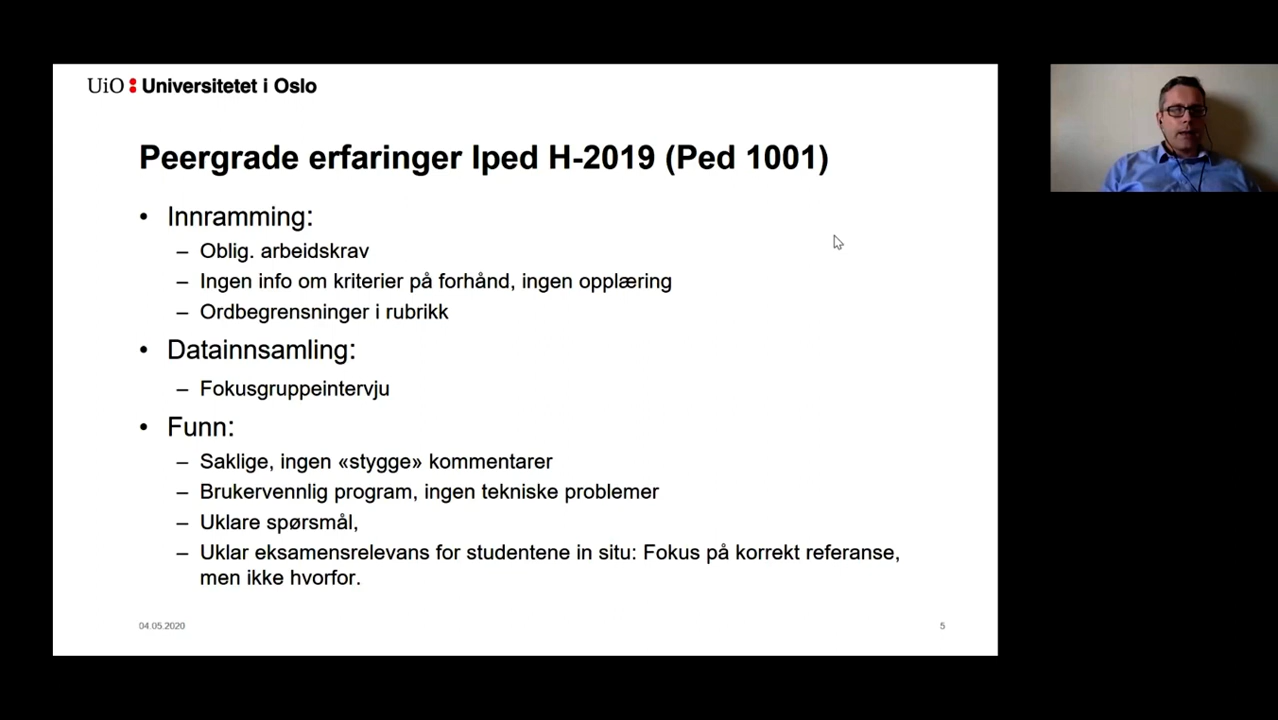 UiO : Universitetet i Oslo
Peergrade erfaringer Iped H-2019 (Ped 1001)
• Innramming:
– Oblig. arbeidskrav
– Ingen info om kriterier på forhånd, ingen opplæring
– Ordbegrensninger i rubrikk
• Datainnsamling:
– Fokusgruppeintervju
• Funn:
– Saklige, ingen «stygge» kommentarer
– Brukervennlig program, ingen tekniske problemer
– Uklare spørsmål,
– Uklar eksamensrelevans for studentene in situ: Fokus på korrekt referanse,
men ikke hvorfor.
04.05.2020
5